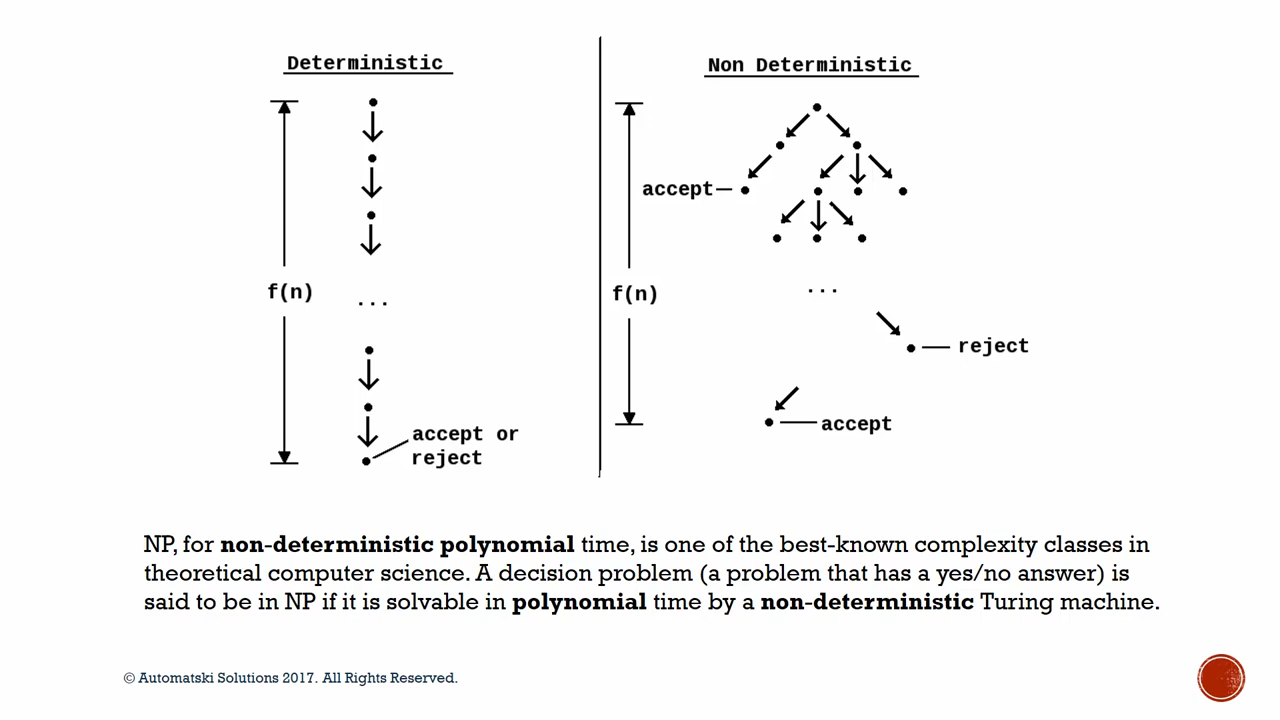 Deterministic
f(n)
...
accept or
reject
Non Deterministic
accept
f(n)
...
reject
accept
NP, for non-deterministic polynomial time, is one of the best-known complexity classes in
theoretical computer science. A decision problem (a problem that has a yes/no answer) is
said to be in NP if it is solvable in polynomial time by a non-deterministic Turing machine.
© Automatski Solutions 2017. All Rights Reserved.